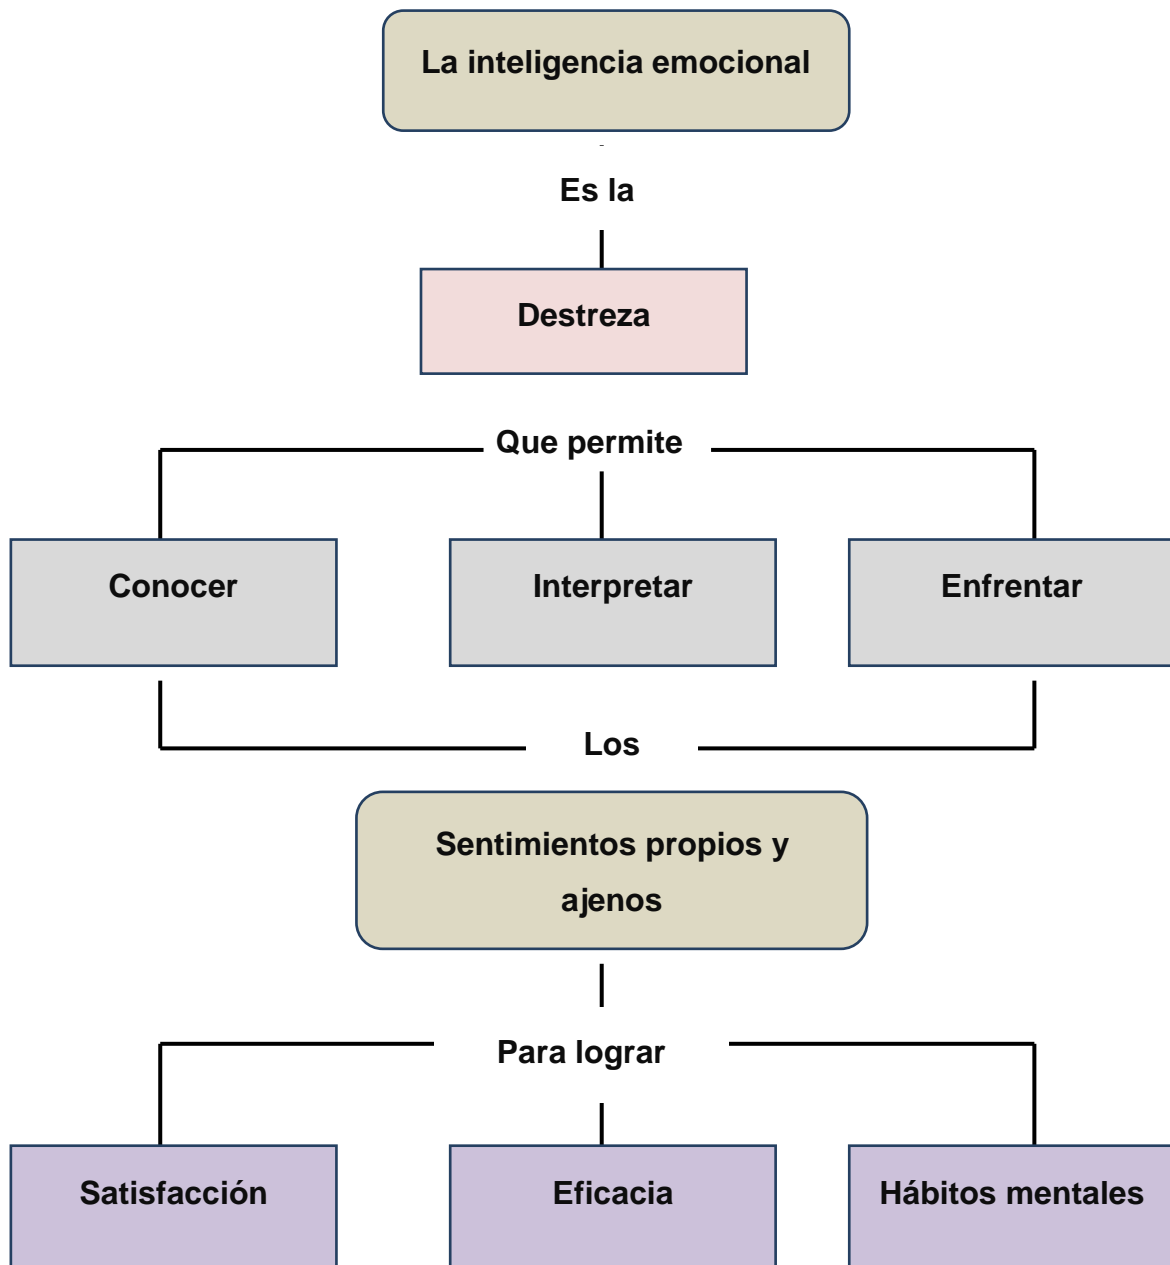 La inteligencia emocional
Es la
Destreza
Que permite
Conocer
Interpretar
Enfrentar
Los
Sentimientos propios y
ajenos
Para lograr
Satisfacción
Eficacia
Hábitos mentales